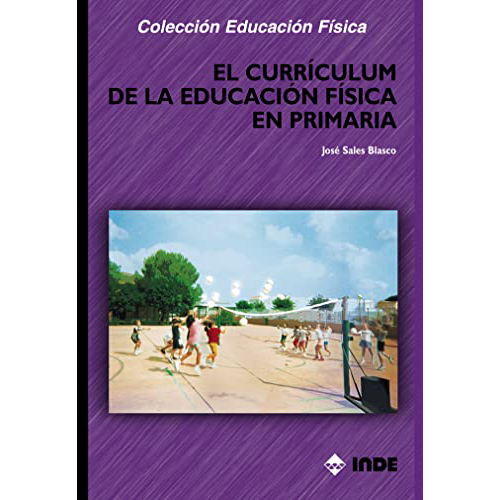 Colección Educación Física
EL CURRÍCULUM
DE LA EDUCACIÓN FÍSICA
EN PRIMARIA
José Sales Blasco
INDE